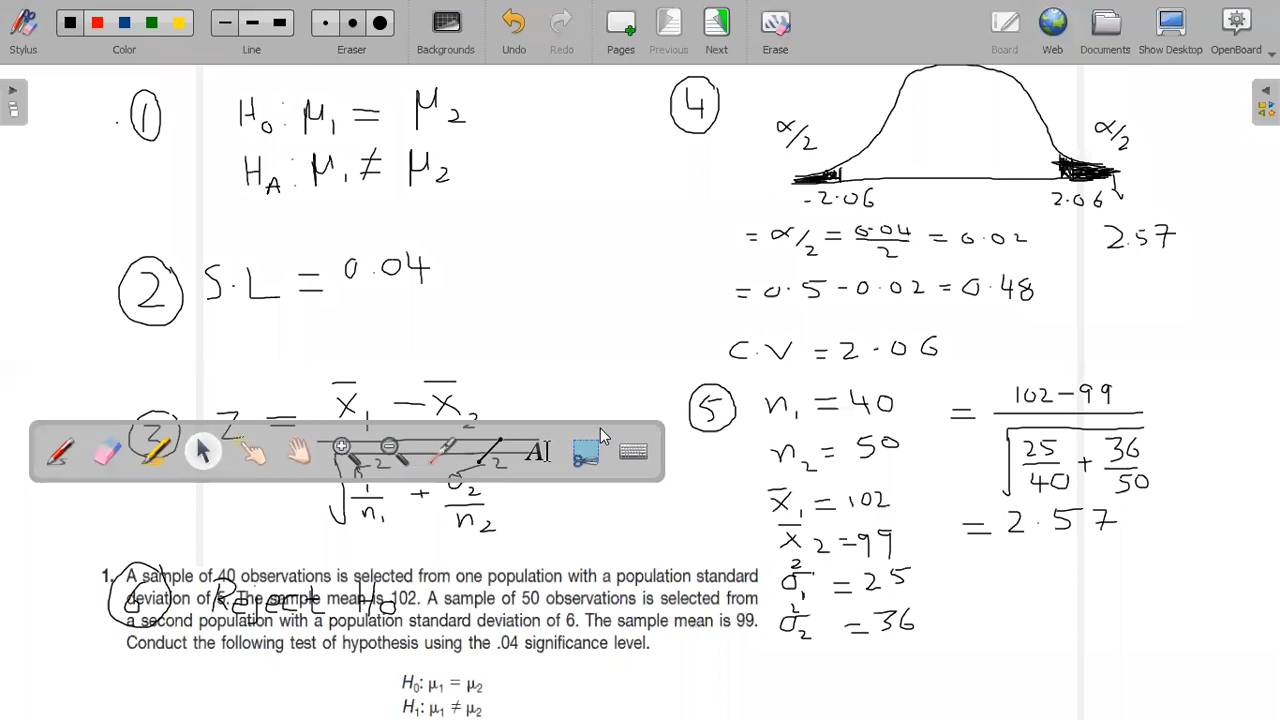 Stylus Color Line Eraser Backgrounds Undo Redo Pages Previous Next Erase Board Web Documents Show Desktop OpenBoard
① H₀: μ₁ = μ₂
H_A: μ₁ ≠ μ₂
② S.L = 0.04
③ Z = x̄₁ - x̄₂
n₁ + σ₂² / n₂
1. A sample of 40 observations is selected from one population with a population standard
deviation of 5. The sample mean is 102. A sample of 50 observations is selected from
a second population with a population standard deviation of 6. The sample mean is 99.
Conduct the following test of hypothesis using the .04 significance level.
H₀: μ₁ = μ₂
H₁: μ₁ ≠ μ₂
⑥ Reject H₀
④
α/2 α/2
-2.06 2.06
= α/2 = 0.04/2 = 0.02 2.57
= 0.5 - 0.02 = 0.48
C.V = 2.06
⑤ n₁ = 40
n₂ = 50
x̄₁ = 102
x̄₂ = 99
σ₁² = 25
σ₂² = 36
= 102-99
√ 25/40 + 36/50
= 2.57